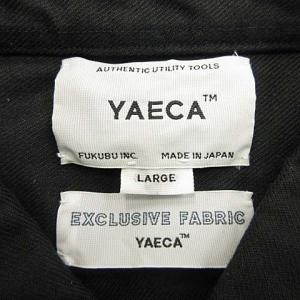 AUTHENTIC UTILITY TOOLS
YAECA™
FUKUBU INC. MADE IN JAPAN
LARGE
EXCLUSIVE FABRIC
YAECA™